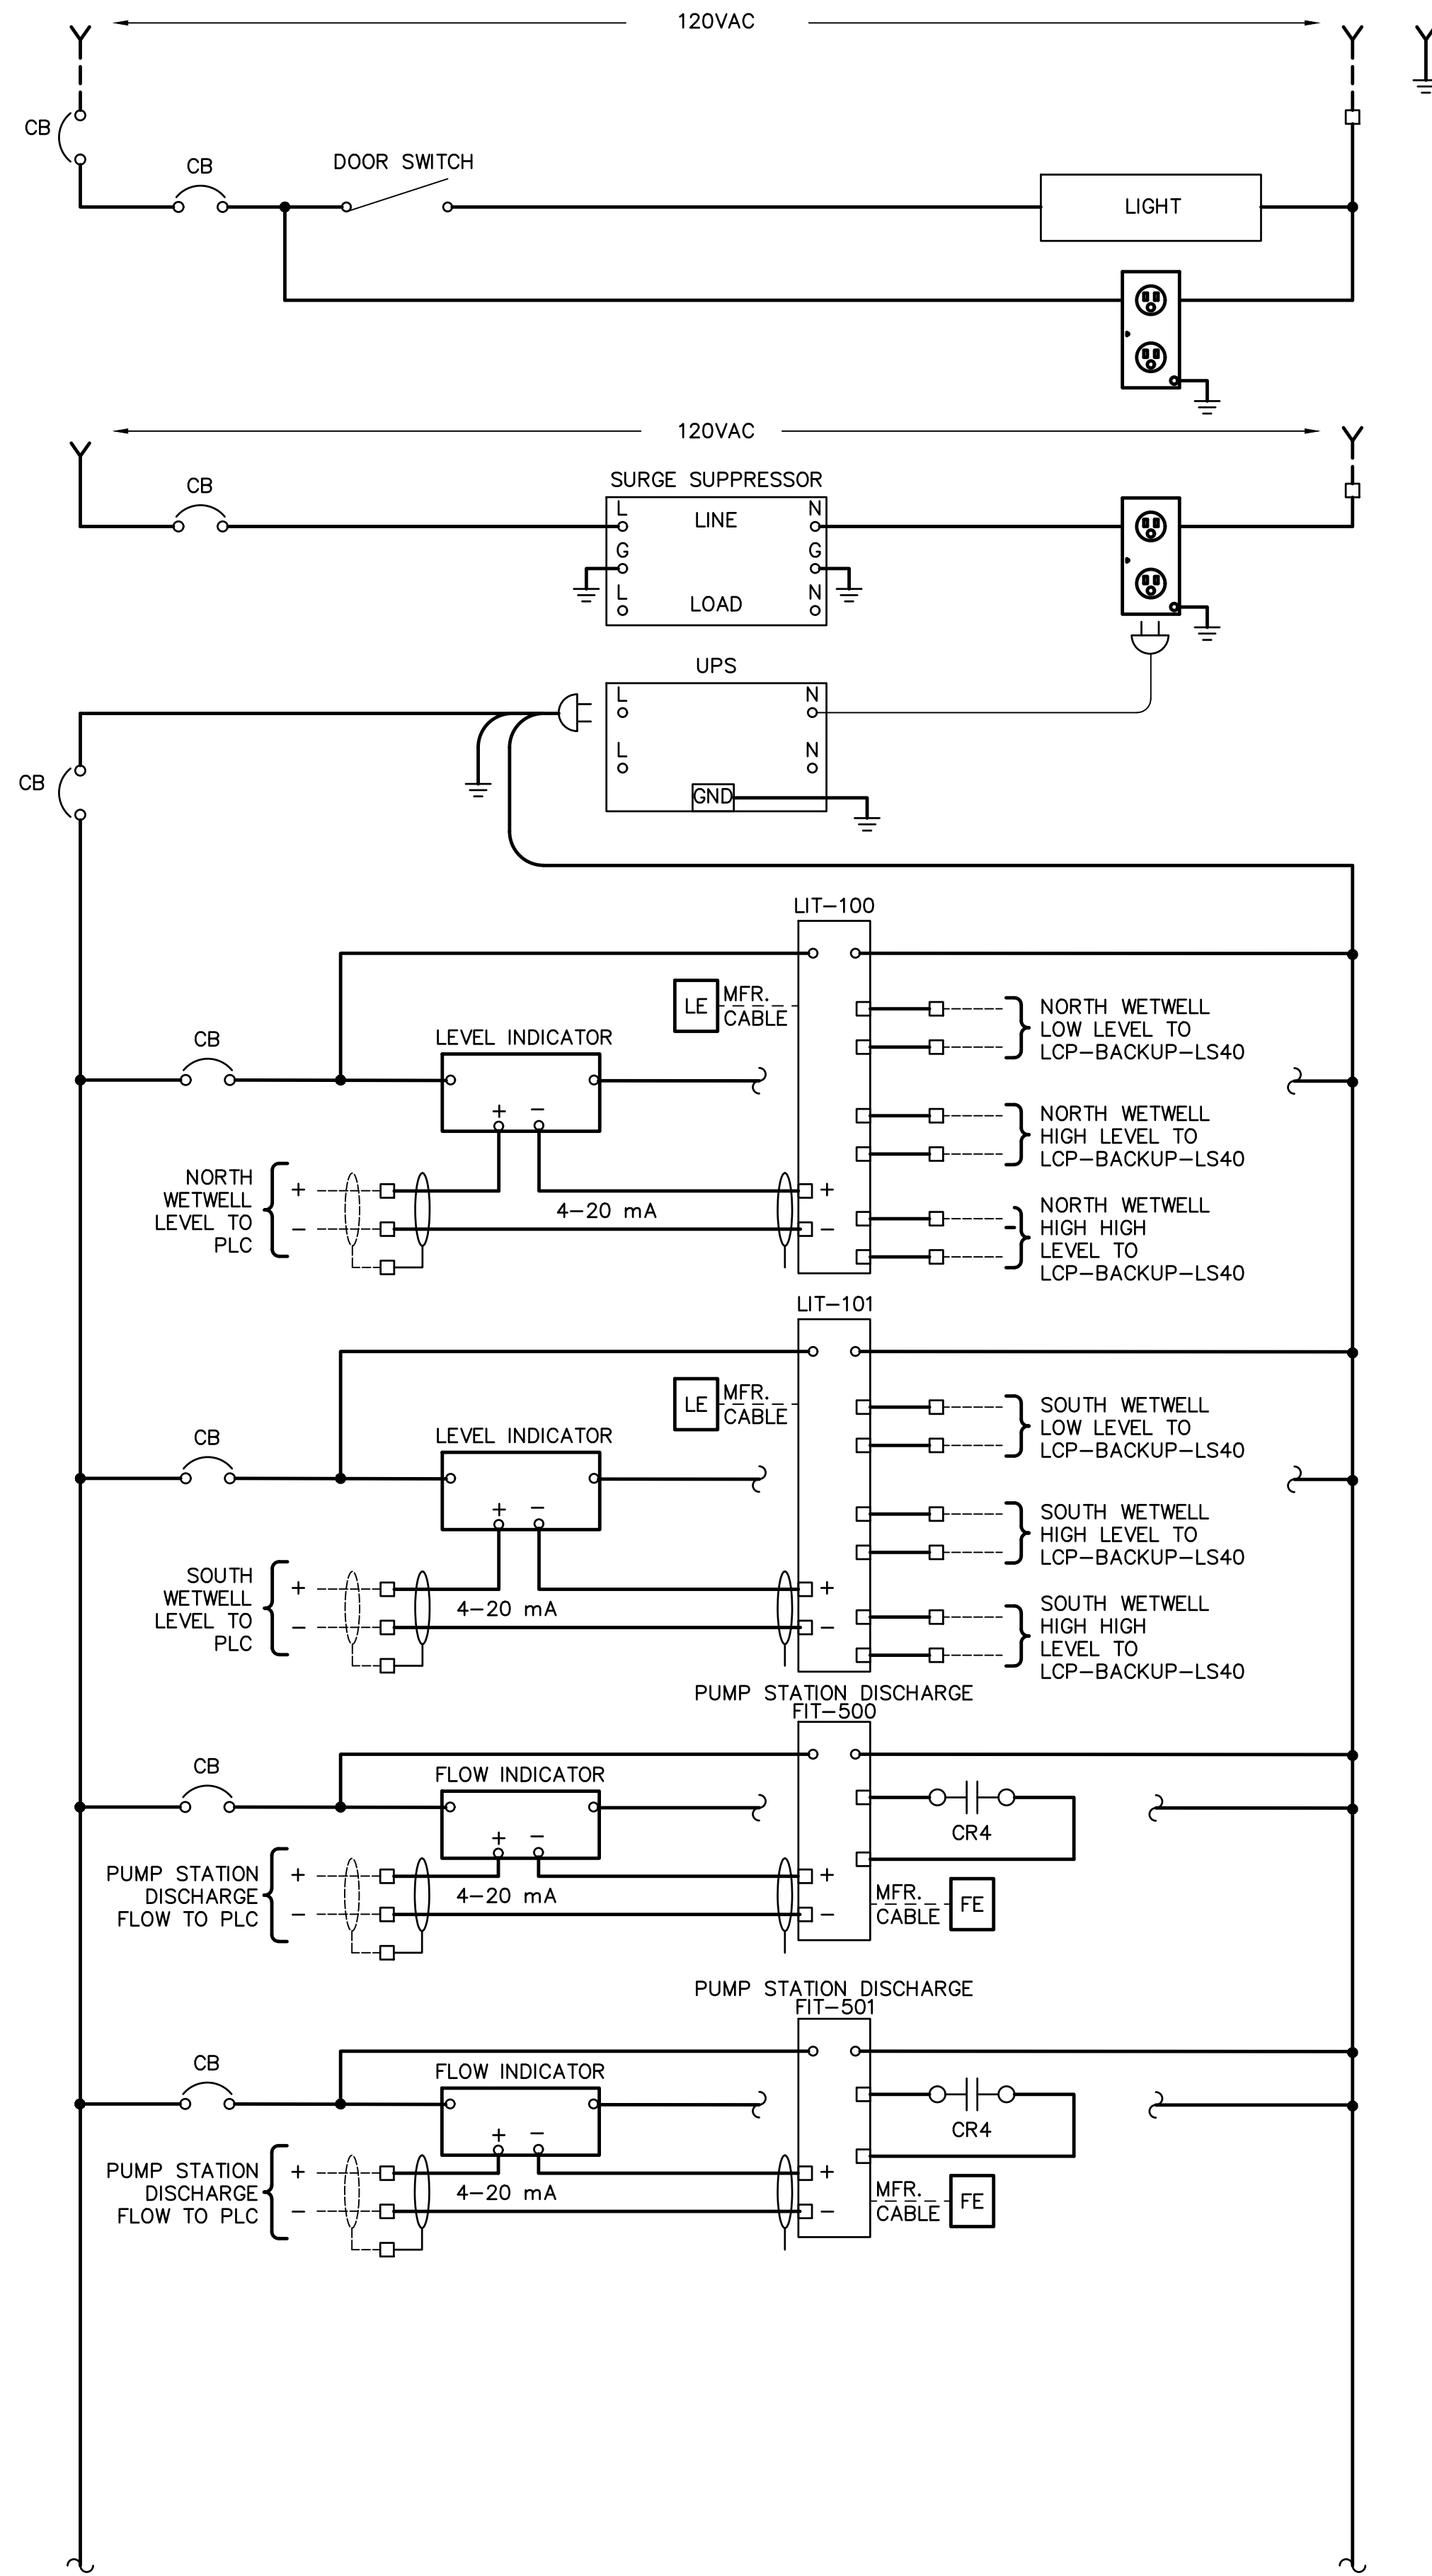 120VAC
CB
CB
DOOR SWITCH
LIGHT
120VAC
CB
SURGE SUPPRESSOR
L
LINE
N
G
G
L
LOAD
N
UPS
L
N
L
N
GND
CB
LIT-100
LE
MFR.
CABLE
NORTH WETWELL
LOW LEVEL TO
LCP-BACKUP-LS40
CB
LEVEL INDICATOR
+ −
NORTH WETWELL
HIGH LEVEL TO
LCP-BACKUP-LS40
NORTH
WETWELL
LEVEL TO
PLC
+
−
4-20 mA
+
−
NORTH WETWELL
HIGH HIGH
LEVEL TO
LCP-BACKUP-LS40
LIT-101
LE
MFR.
CABLE
SOUTH WETWELL
LOW LEVEL TO
LCP-BACKUP-LS40
CB
LEVEL INDICATOR
+ −
SOUTH WETWELL
HIGH LEVEL TO
LCP-BACKUP-LS40
SOUTH
WETWELL
LEVEL TO
PLC
+
−
4-20 mA
+
−
SOUTH WETWELL
HIGH HIGH
LEVEL TO
LCP-BACKUP-LS40
PUMP STATION DISCHARGE
FIT-500
CB
FLOW INDICATOR
+ −
CR4
PUMP STATION
DISCHARGE
FLOW TO PLC
+
−
4-20 mA
+
−
MFR.
CABLE
FE
PUMP STATION DISCHARGE
FIT-501
CB
FLOW INDICATOR
+ −
CR4
PUMP STATION
DISCHARGE
FLOW TO PLC
+
−
4-20 mA
+
−
MFR.
CABLE
FE